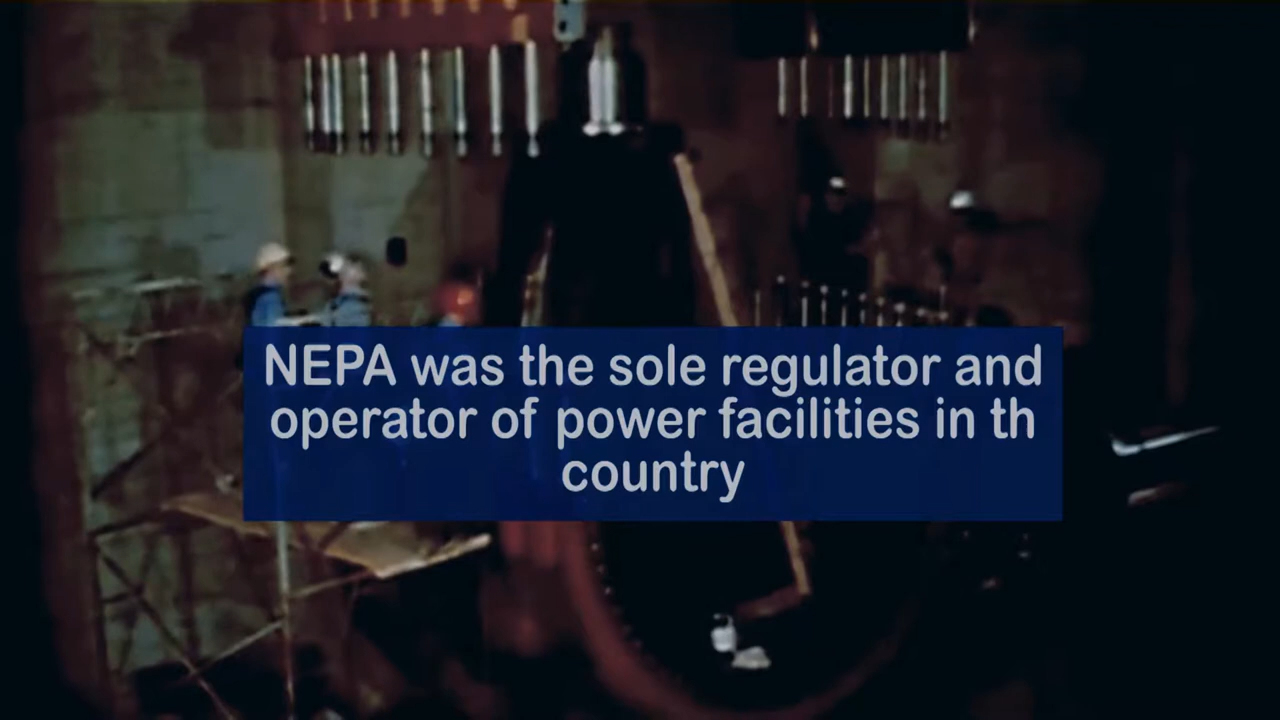 NEPA was the sole regulator and
operator of power facilities in th
country